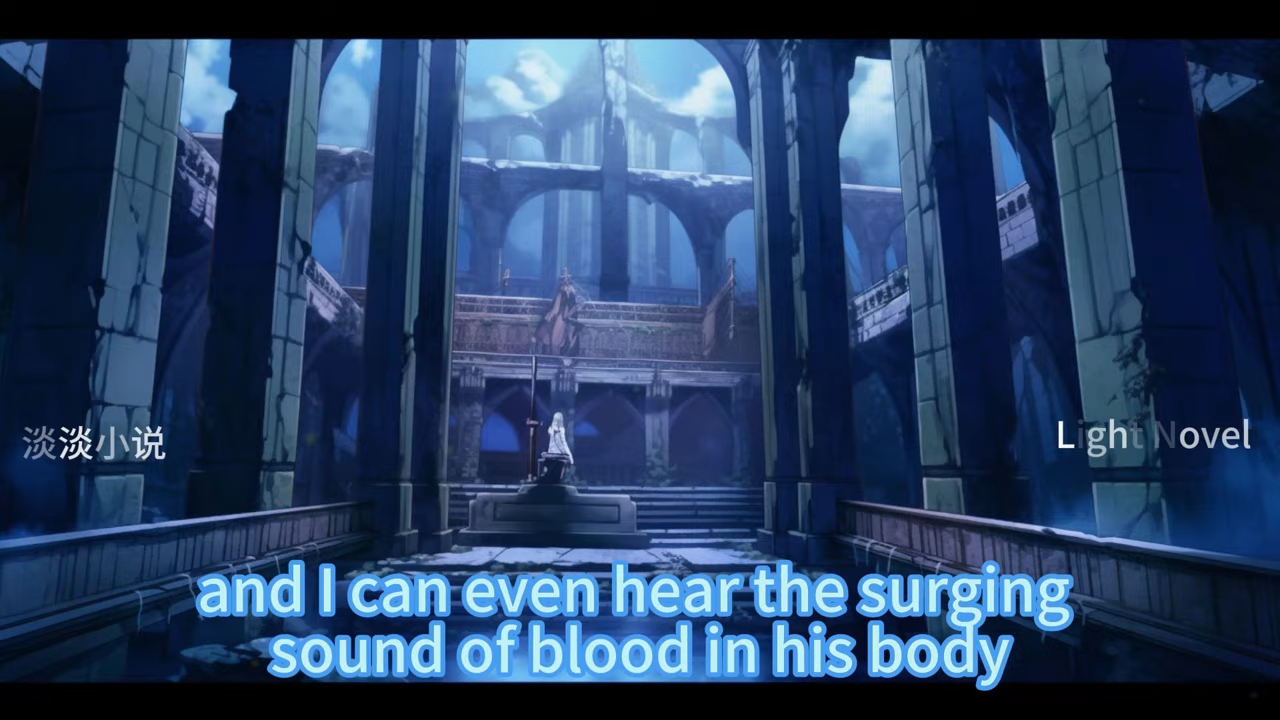 淡淡小说
Light Novel
and I can even hear the surging
sound of blood in his body